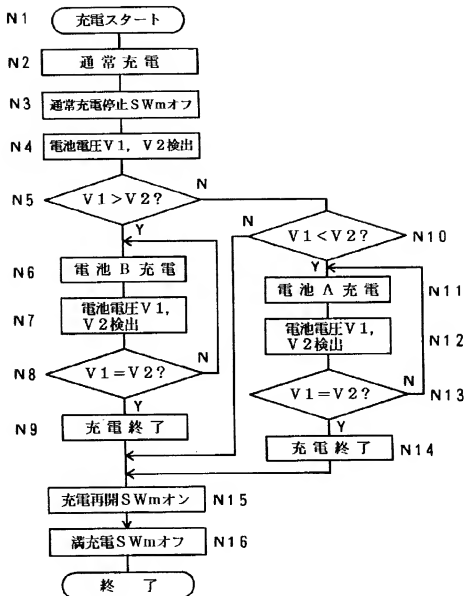 N1 充電スタート
N2 通常充電
N3 通常充電停止SWmオフ
N4 電池電圧V1, V2検出
N5 V1>V2? N
Y
N V1<V2? N10
Y
N6 電池B充電
電池A充電 N11
N7 電池電圧V1,
V2検出
電池電圧V1,
V2検出 N12
N8 V1=V2? N
Y
V1=V2? N N13
Y
N9 充電終了
充電終了 N14
充電再開SWmオン N15
満充電SWmオフ N16
終了